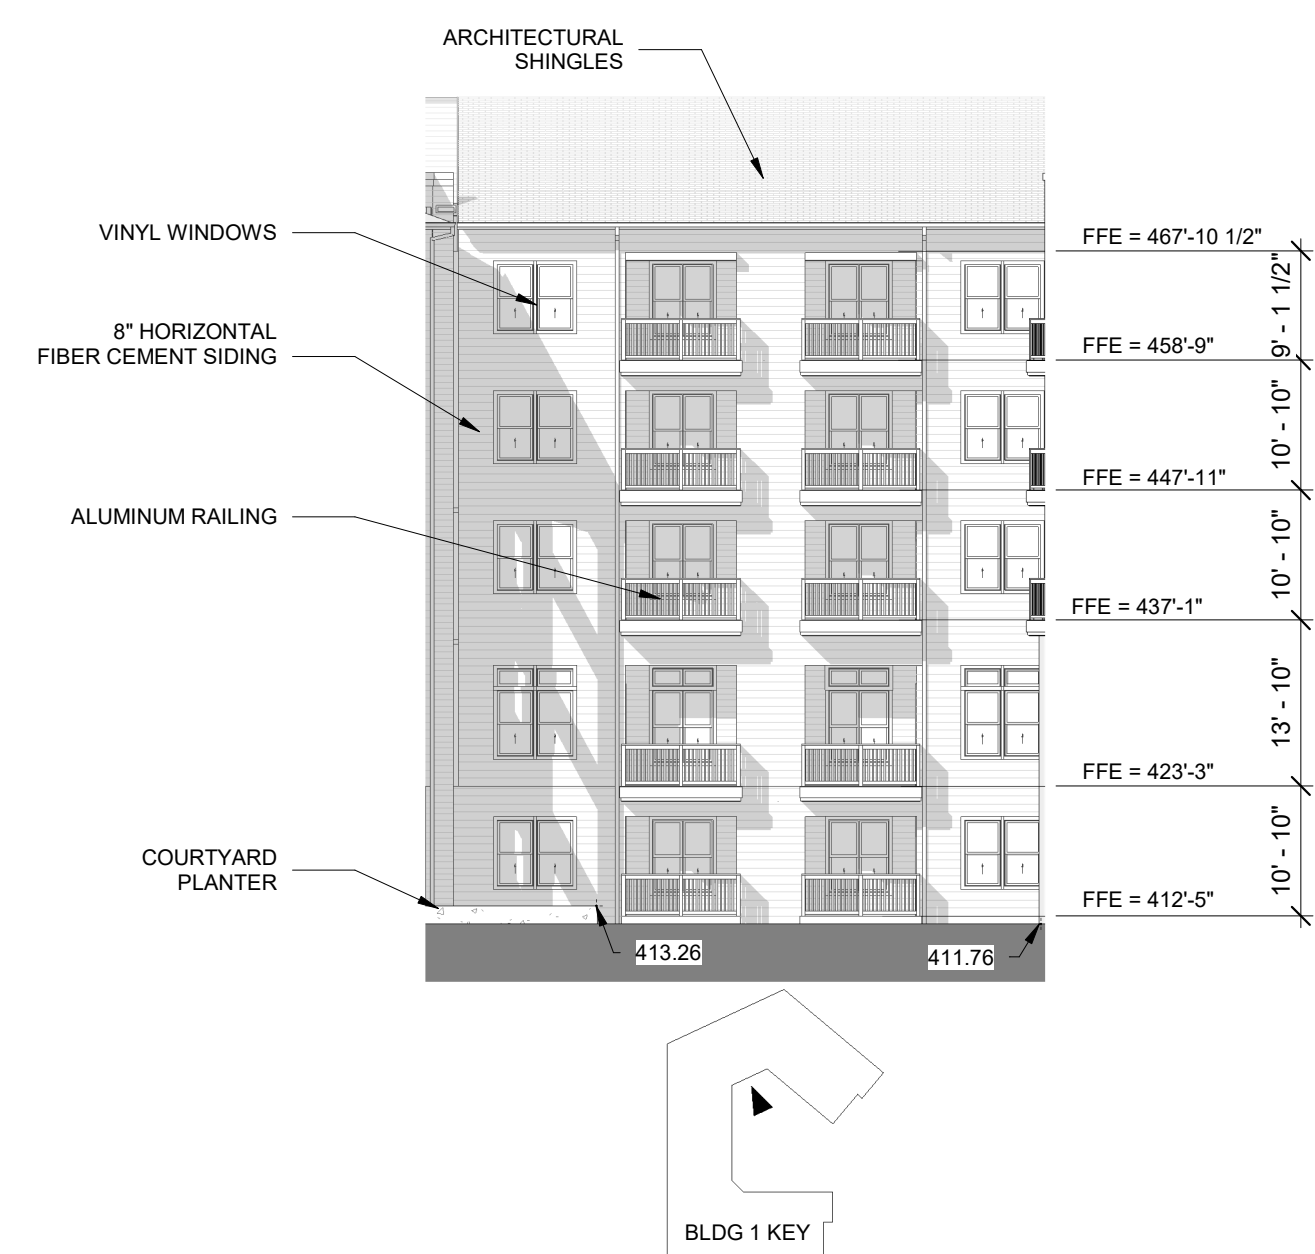 ARCHITECTURAL
SHINGLES
VINYL WINDOWS
FFE = 467'-10 1/2"
9' - 1 1/2"
8" HORIZONTAL
FIBER CEMENT SIDING
FFE = 458'-9"
10' - 10"
FFE = 447'-11"
ALUMINUM RAILING
10' - 10"
FFE = 437'-1"
13' - 10"
FFE = 423'-3"
COURTYARD
PLANTER
10' - 10"
FFE = 412'-5"
413.26
411.76
BLDG 1 KEY